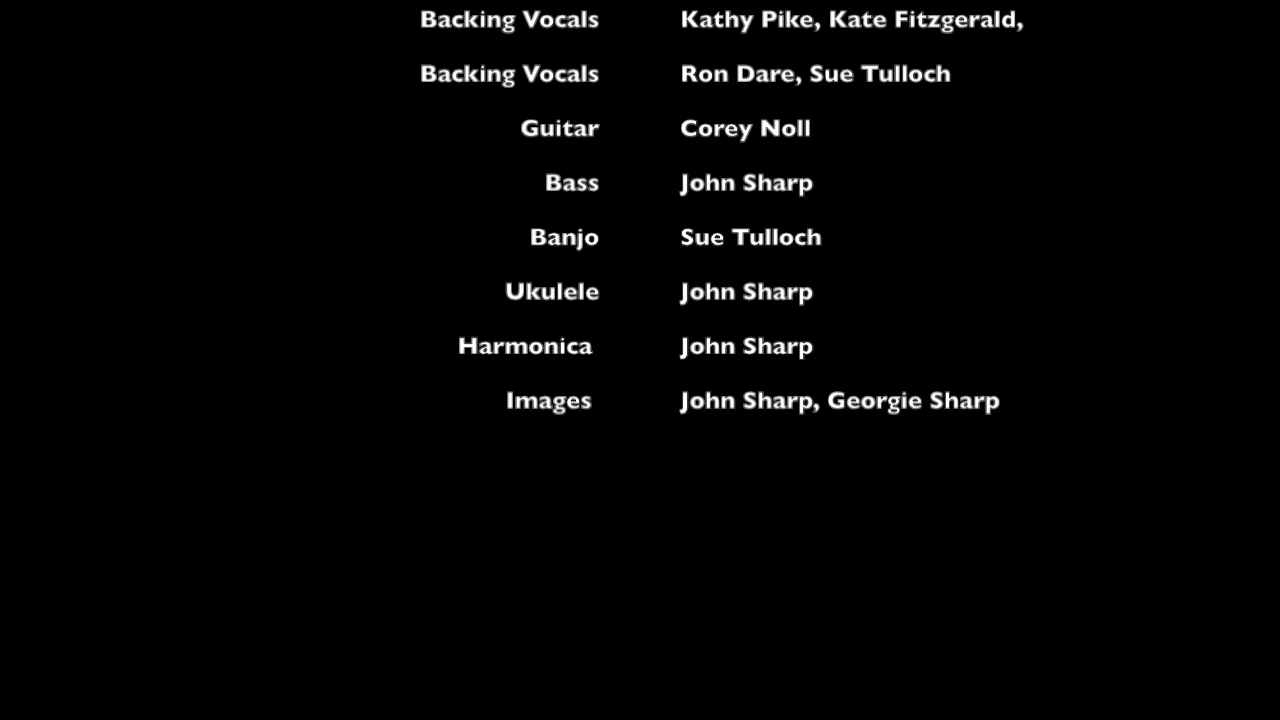 Backing Vocals Kathy Pike, Kate Fitzgerald,
Backing Vocals Ron Dare, Sue Tulloch
Guitar Corey Noll
Bass John Sharp
Banjo Sue Tulloch
Ukulele John Sharp
Harmonica John Sharp
Images John Sharp, Georgie Sharp